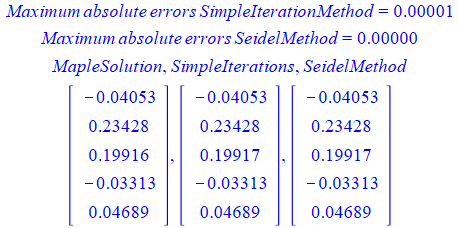 Maximum absolute errors SimpleIterationMethod = 0.00001
Maximum absolute errors SeidelMethod = 0.00000
MapleSolution, SimpleIterations, SeidelMethod
[ -0.04053 ] , [ -0.04053 ] , [ -0.04053 ]
[ 0.23428 ] , [ 0.23428 ] , [ 0.23428 ]
[ 0.19916 ] , [ 0.19917 ] , [ 0.19917 ]
[ -0.03313 ] , [ -0.03313 ] , [ -0.03313 ]
[ 0.04689 ] , [ 0.04689 ] , [ 0.04689 ]